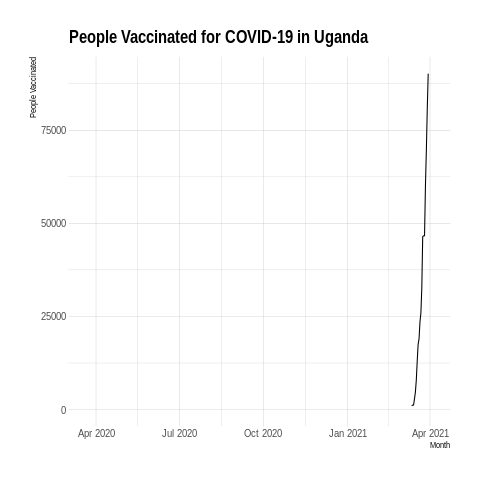 People Vaccinated for COVID-19 in Uganda
People Vaccinated
75000
50000
25000
0
Apr 2020 Jul 2020 Oct 2020 Jan 2021 Apr 2021
Month